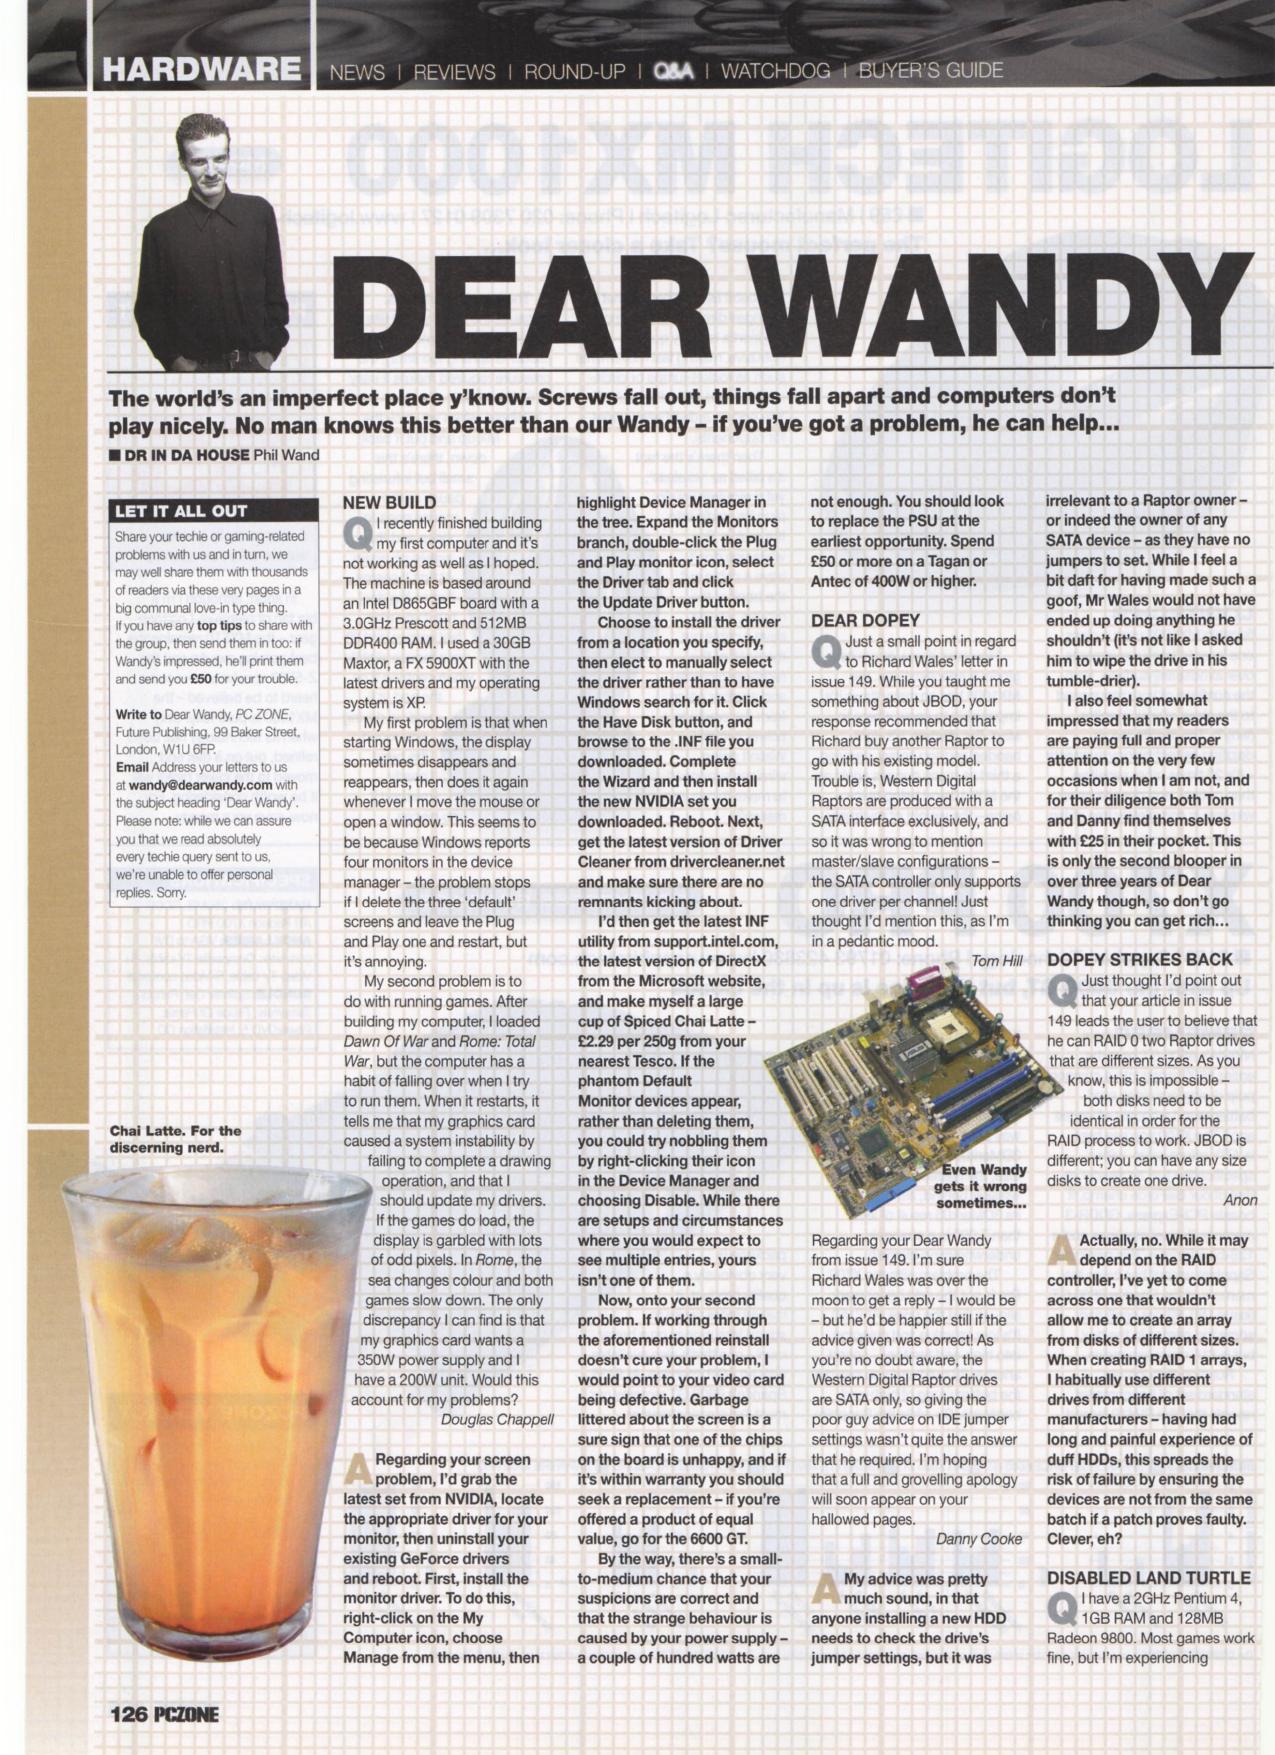 HARDWARE NEWS | REVIEWS | ROUND-UP | Q&A | WATCHDOG | BUYER'S GUIDE
DEAR WANDY
The world's an imperfect place y'know. Screws fall out, things fall apart and computers don't
play nicely. No man knows this better than our Wandy – if you've got a problem, he can help...
■ DR IN DA HOUSE Phil Wand
LET IT ALL OUT
Share your techie or gaming-related
problems with us and in turn, we
may well share them with thousands
of readers via these very pages in a
big communal love-in type thing.
If you have any top tips to share with
the group, then send them in too: if
Wandy's impressed, he'll print them
and send you £50 for your trouble.
Write to Dear Wandy, PC ZONE,
Future Publishing, 99 Baker Street,
London, W1U 6FP.
Email Address your letters to us
at wandy@dearwandy.com with
the subject heading 'Dear Wandy'.
Please note: while we can assure
you that we read absolutely
every techie query sent to us,
we're unable to offer personal
replies. Sorry.
Chai Latte. For the
discerning nerd.
NEW BUILD
Q I recently finished building
my first computer and it's
not working as well as I hoped.
The machine is based around
an Intel D865GBF board with a
3.0GHz Prescott and 512MB
DDR400 RAM. I used a 30GB
Maxtor, a FX 5900XT with the
latest drivers and my operating
system is XP.
My first problem is that when
starting Windows, the display
sometimes disappears and
reappears, then does it again
whenever I move the mouse or
open a window. This seems to
be because Windows reports
four monitors in the device
manager – the problem stops
if I delete the three 'default'
screens and leave the Plug
and Play one and restart, but
it's annoying.
My second problem is to
do with running games. After
building my computer, I loaded
Dawn Of War and Rome: Total
War, but the computer has a
habit of falling over when I try
to run them. When it restarts, it
tells me that my graphics card
caused a system instability by
failing to complete a drawing
operation, and that I
should update my drivers.
If the games do load, the
display is garbled with lots
of odd pixels. In Rome, the
sea changes colour and both
games slow down. The only
discrepancy I can find is that
my graphics card wants a
350W power supply and I
have a 200W unit. Would this
account for my problems?
Douglas Chappell
A Regarding your screen
problem, I'd grab the
latest set from NVIDIA, locate
the appropriate driver for your
monitor, then uninstall your
existing GeForce drivers
and reboot. First, install the
monitor driver. To do this,
right-click on the My
Computer icon, choose
Manage from the menu, then
highlight Device Manager in
the tree. Expand the Monitors
branch, double-click the Plug
and Play monitor icon, select
the Driver tab and click
the Update Driver button.
Choose to install the driver
from a location you specify,
then elect to manually select
the driver rather than to have
Windows search for it. Click
the Have Disk button, and
browse to the .INF file you
downloaded. Complete
the Wizard and then install
the new NVIDIA set you
downloaded. Reboot. Next,
get the latest version of Driver
Cleaner from drivercleaner.net
and make sure there are no
remnants kicking about.
I'd then get the latest INF
utility from support.intel.com,
the latest version of DirectX
from the Microsoft website,
and make myself a large
cup of Spiced Chai Latte –
£2.29 per 250g from your
nearest Tesco. If the
phantom Default
Monitor devices appear,
rather than deleting them,
you could try nobbling them
by right-clicking their icon
in the Device Manager and
choosing Disable. While there
are setups and circumstances
where you would expect to
see multiple entries, yours
isn't one of them.
Now, onto your second
problem. If working through
the aforementioned reinstall
doesn't cure your problem, I
would point to your video card
being defective. Garbage
littered about the screen is a
sure sign that one of the chips
on the board is unhappy, and if
it's within warranty you should
seek a replacement – if you're
offered a product of equal
value, go for the 6600 GT.
By the way, there's a small-
to-medium chance that your
suspicions are correct and
that the strange behaviour is
caused by your power supply –
a couple of hundred watts are
not enough. You should look
to replace the PSU at the
earliest opportunity. Spend
£50 or more on a Tagan or
Antec of 400W or higher.
DEAR DOPEY
Q Just a small point in regard
to Richard Wales' letter in
issue 149. While you taught me
something about JBOD, your
response recommended that
Richard buy another Raptor to
go with his existing model.
Trouble is, Western Digital
Raptors are produced with a
SATA interface exclusively, and
so it was wrong to mention
master/slave configurations –
the SATA controller only supports
one driver per channel! Just
thought I'd mention this, as I'm
in a pedantic mood.
Tom Hill
Even Wandy
gets it wrong
sometimes...
Regarding your Dear Wandy
from issue 149. I'm sure
Richard Wales was over the
moon to get a reply – I would be
– but he'd be happier still if the
advice given was correct! As
you're no doubt aware, the
Western Digital Raptor drives
are SATA only, so giving the
poor guy advice on IDE jumper
settings wasn't quite the answer
that he required. I'm hoping
that a full and grovelling apology
will soon appear on your
hallowed pages.
Danny Cooke
A My advice was pretty
much sound, in that
anyone installing a new HDD
needs to check the drive's
jumper settings, but it was
irrelevant to a Raptor owner –
or indeed the owner of any
SATA device – as they have no
jumpers to set. While I feel a
bit daft for having made such a
goof, Mr Wales would not have
ended up doing anything he
shouldn't (it's not like I asked
him to wipe the drive in his
tumble-drier).
I also feel somewhat
impressed that my readers
are paying full and proper
attention on the very few
occasions when I am not, and
for their diligence both Tom
and Danny find themselves
with £25 in their pocket. This
is only the second blooper in
over three years of Dear
Wandy though, so don't go
thinking you can get rich...
DOPEY STRIKES BACK
Q Just thought I'd point out
that your article in issue
149 leads the user to believe that
he can RAID 0 two Raptor drives
that are different sizes. As you
know, this is impossible –
both disks need to be
identical in order for the
RAID process to work. JBOD is
different; you can have any size
disks to create one drive.
Anon
A Actually, no. While it may
depend on the RAID
controller, I've yet to come
across one that wouldn't
allow me to create an array
from disks of different sizes.
When creating RAID 1 arrays,
I habitually use different
drives from different
manufacturers – having had
long and painful experience of
duff HDDs, this spreads the
risk of failure by ensuring the
devices are not from the same
batch if a patch proves faulty.
Clever, eh?
DISABLED LAND TURTLE
Q I have a 2GHz Pentium 4,
1GB RAM and 128MB
Radeon 9800. Most games work
fine, but I'm experiencing
126 PCZONE